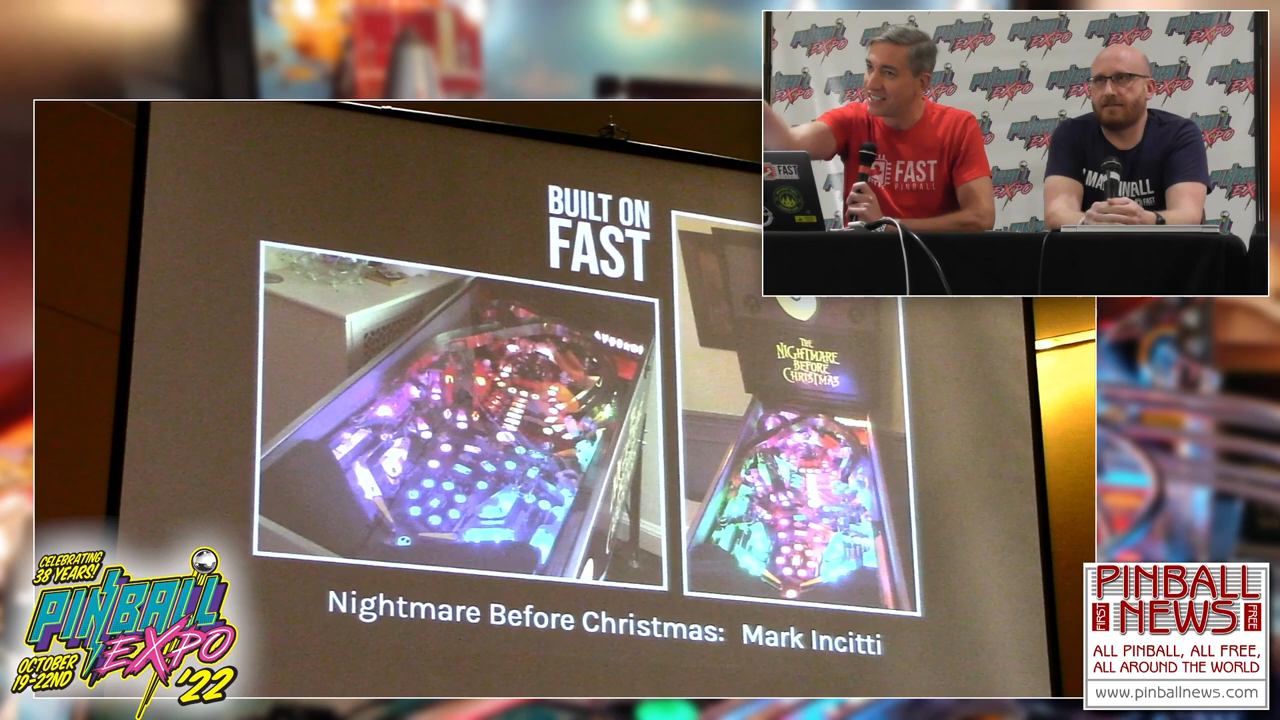 BUILT ON
FAST
THE
NIGHTMARE
BEFORE
CHRISTMAS
Nightmare Before Christmas: Mark Incitti
PINBALL
EXPO
FAST
FAST
PINBALL
CELEBRATING
38 YEARS!
PINBALL
EXPO
OCTOBER
19-22ND
'22
PINBALL
FIRST NEWS FREE
ALL PINBALL, ALL FREE,
ALL AROUND THE WORLD
www.pinballnews.com